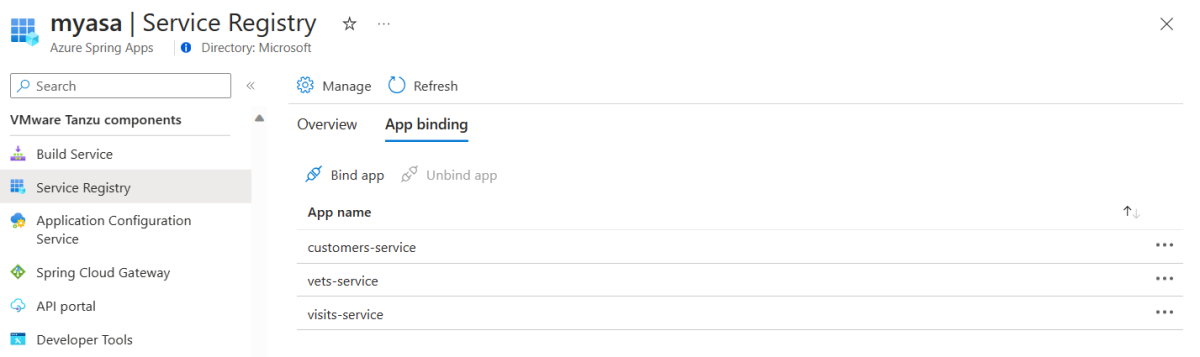 myasa | Service Registry
Azure Spring Apps
Directory: Microsoft
Search
«
Manage
Refresh
VMware Tanzu components
Overview
App binding
Build Service
Service Registry
Application Configuration
Service
Spring Cloud Gateway
API portal
Developer Tools
Bind app
Unbind app
App name
customers-service
vets-service
visits-service